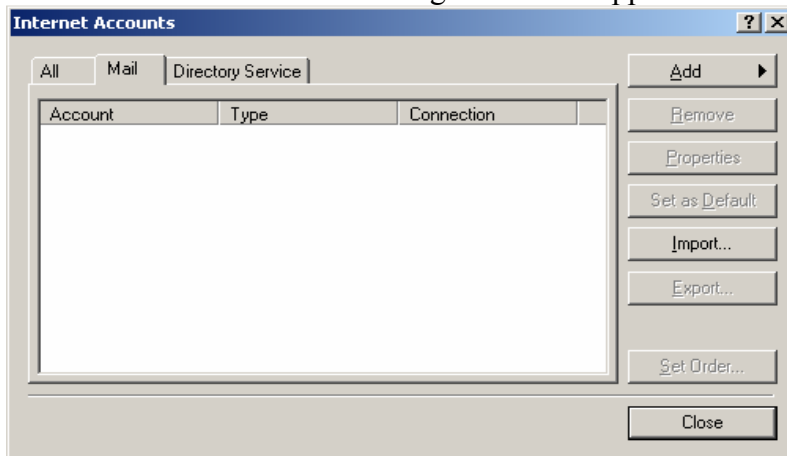 Internet Accounts
All Mail Directory Service
Account Type Connection
Add
Remove
Properties
Set as Default
Import...
Export...
Set Order...
Close